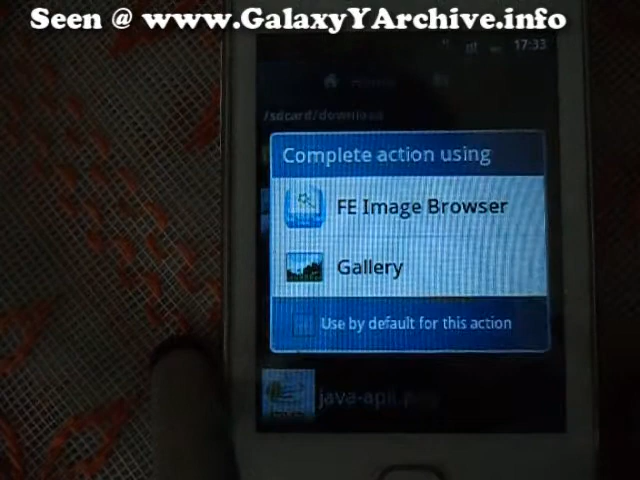 Seen @ www.GalaxyYArchive.info
17:33
/sdcard/download
Complete action using
FE Image Browser
Gallery
Use by default for this action